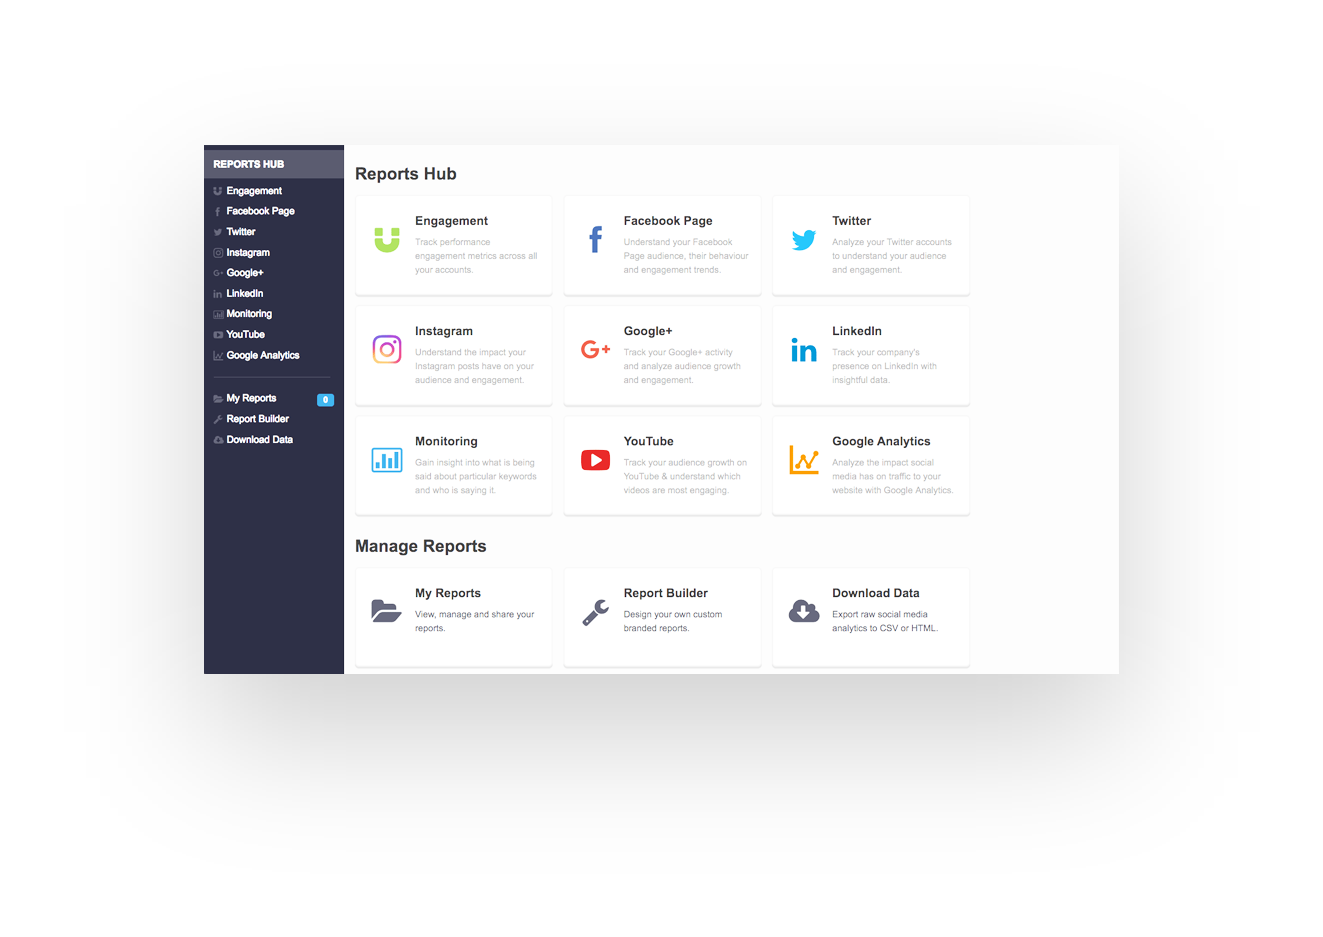 REPORTS HUB
Engagement
Facebook Page
Twitter
Instagram
Google+
LinkedIn
Monitoring
YouTube
Google Analytics
My Reports 0
Report Builder
Download Data
Reports Hub
Engagement
Track performance
engagement metrics across all
your accounts.
Facebook Page
Understand your Facebook
Page audience, their behaviour
and engagement trends.
Twitter
Analyze your Twitter accounts
to understand your audience
and engagement.
Instagram
Understand the impact your
Instagram posts have on your
audience and engagement.
Google+
Track your Google+ activity
and analyze audience growth
and engagement.
LinkedIn
Track your company's
presence on LinkedIn with
insightful data.
Monitoring
Gain insight into what is being
said about particular keywords
and who is saying it.
YouTube
Track your audience growth on
YouTube & understand which
videos are most engaging.
Google Analytics
Analyze the impact social
media has on traffic to your
website with Google Analytics.
Manage Reports
My Reports
View, manage and share your
reports.
Report Builder
Design your own custom
branded reports.
Download Data
Export raw social media
analytics to CSV or HTML.